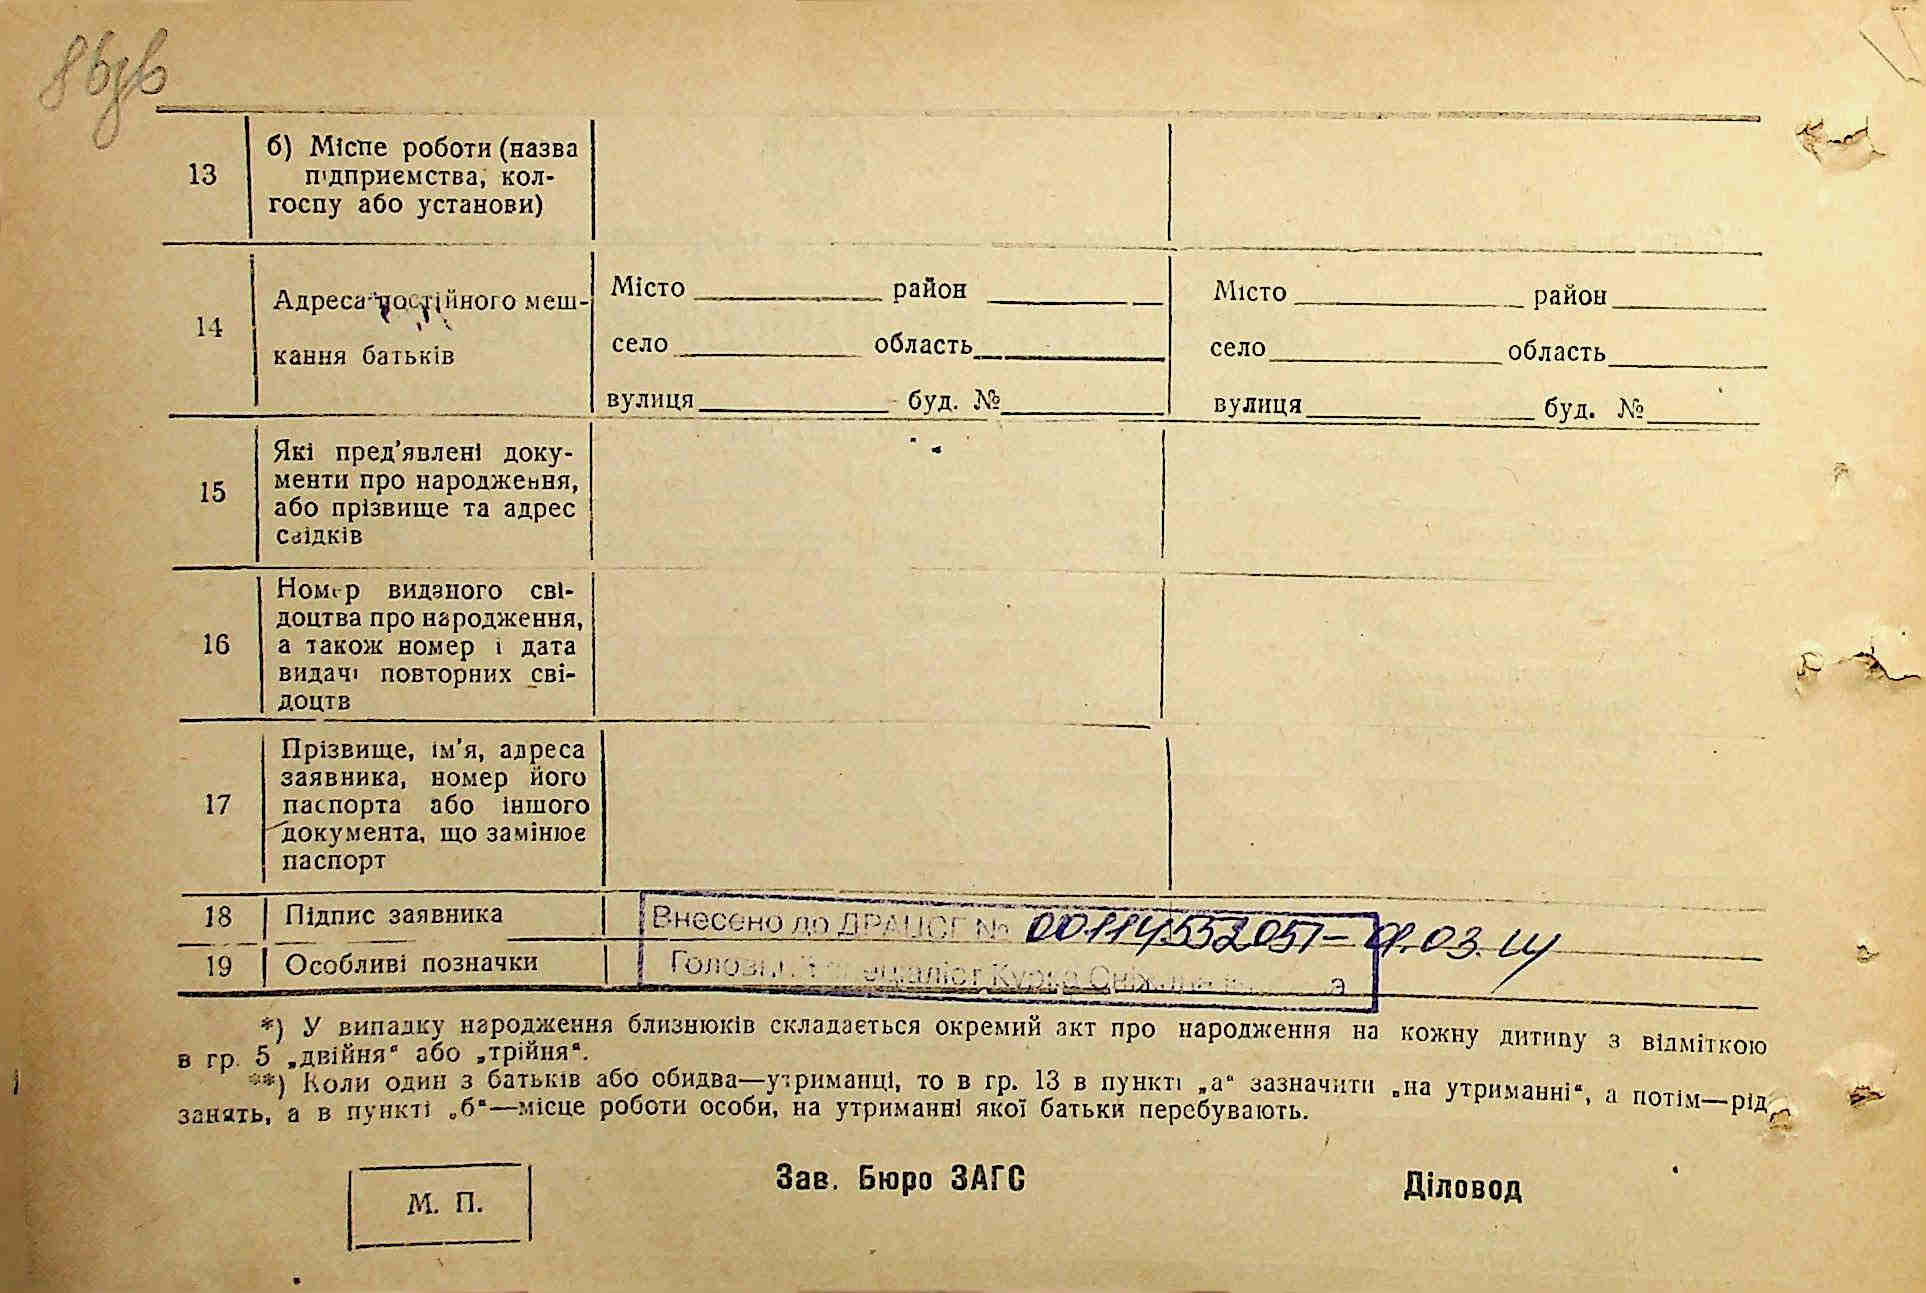 86зв
13
б) Місце роботи (назва
підприємства, кол-
госпу або установи)
14
Адреса постійного меш-
кання батьків
Місто район
село область
вулиця буд. №
Місто район
село область
вулиця буд. №
15
Які пред'явлені доку-
менти про народження,
або прізвище та адрес
свідків
16
Номер виданого сві-
доцтва про народження,
а також номер і дата
видачі повторних сві-
доцтв
17
Прізвище, ім'я, адреса
заявника, номер його
паспорта або іншого
документа, що замінює
паспорт
18 Підпис заявника
Внесено до ДРАЦСГ № 00114532051-
19 Особливі позначки
Головний спеціаліст Курка Сніжана
*) У випадку народження близнюків складається окремий акт про народження на кожну дитину з відміткою
в гр. 5 „двійня" або „трійня".
**) Коли один з батьків або обидва—утриманці, то в гр. 13 в пункті „а" зазначити „на утриманні", а потім—рід
занять, а в пункті „б"—місце роботи особи, на утриманні якої батьки перебувають.
М. П.
Зав. Бюро ЗАГС
Діловод